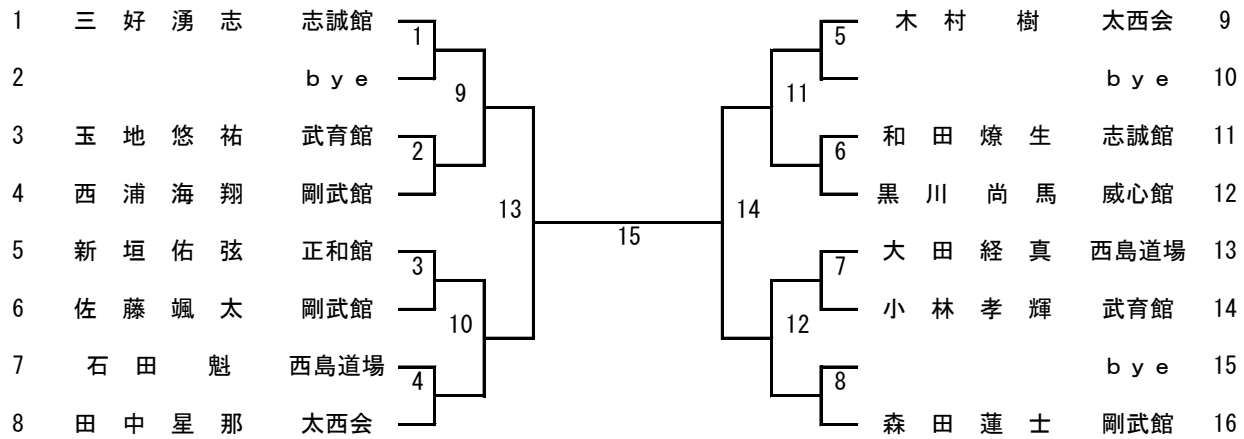 1 三好湧志 志誠館
2 bye
3 玉地悠祐 武育館
4 西浦海翔 剛武館
5 新垣佑弦 正和館
6 佐藤颯太 剛武館
7 石田魁 西島道場
8 田中星那 太西会
1
2
3
4
9
10
13
15
14
11
12
5
6
7
8
木村樹 太西会 9
bye 10
和田燎生 志誠館 11
黒川尚馬 威心館 12
大田経真 西島道場 13
小林孝輝 武育館 14
bye 15
森田蓮士 剛武館 16